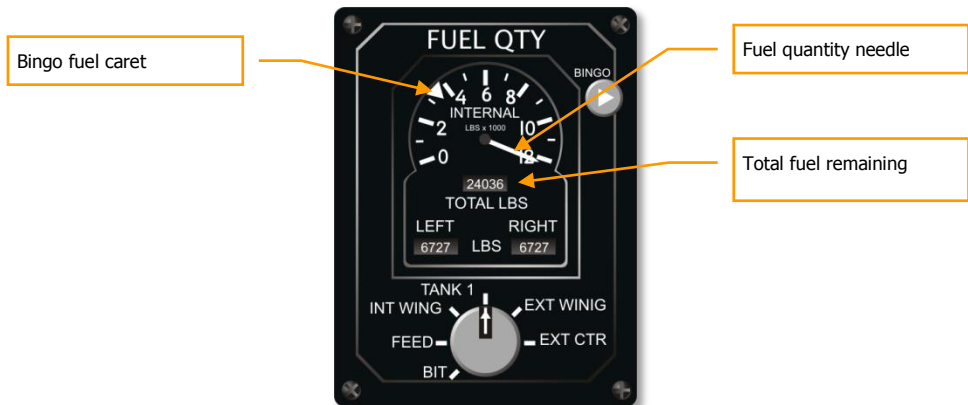 Bingo fuel caret
FUEL QTY
Fuel quantity needle
BINGO
4 6 8
INTERNAL
LBS x 1000
2 10
0 12
Total fuel remaining
24036
TOTAL LBS
LEFT RIGHT
6727 LBS 6727
TANK 1
INT WING EXT WINIG
FEED EXT CTR
BIT